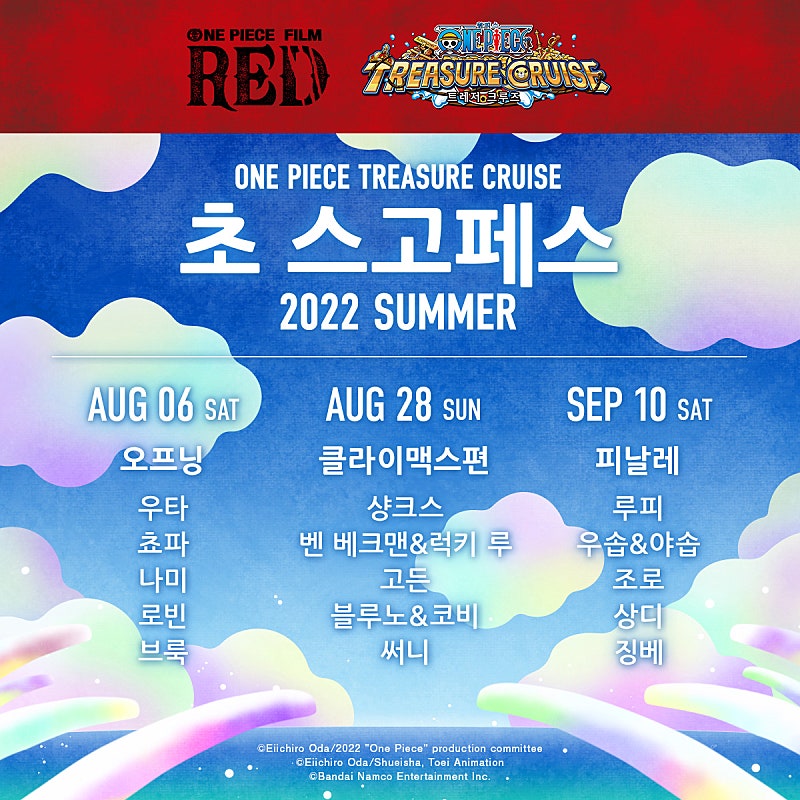 ONE PIECE FILM
RED
원피스
ONE PIECE
TREASURE CRUISE
트레저 크루즈
ONE PIECE TREASURE CRUISE
초 스고페스
2022 SUMMER
AUG 06 SAT
오프닝
우타
쵸파
나미
로빈
브룩
AUG 28 SUN
클라이맥스편
샹크스
벤 베크맨&럭키 루
고든
블루노&코비
써니
SEP 10 SAT
피날레
루피
우솝&야솝
조로
상디
징베
©Eiichiro Oda/2022 "One Piece" production committee
©Eiichiro Oda/Shueisha, Toei Animation
©Bandai Namco Entertainment Inc.